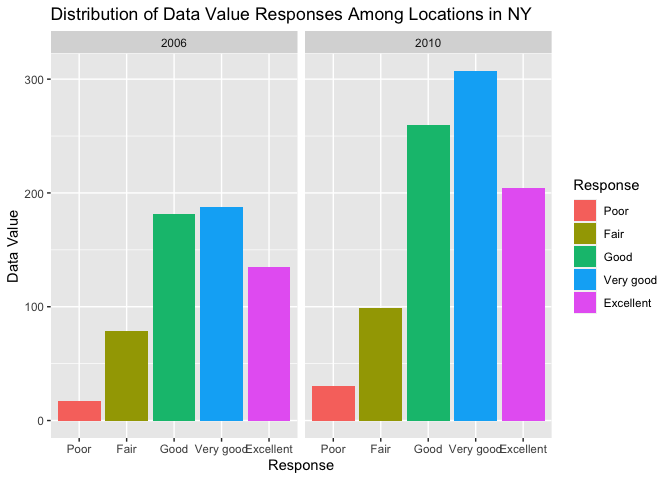 Distribution of Data Value Responses Among Locations in NY
2006
2010
300
200
100
0
Data Value
Poor
Fair
Good
Very good
Excellent
Poor
Fair
Good
Very good
Excellent
Response
Response
Poor
Fair
Good
Very good
Excellent